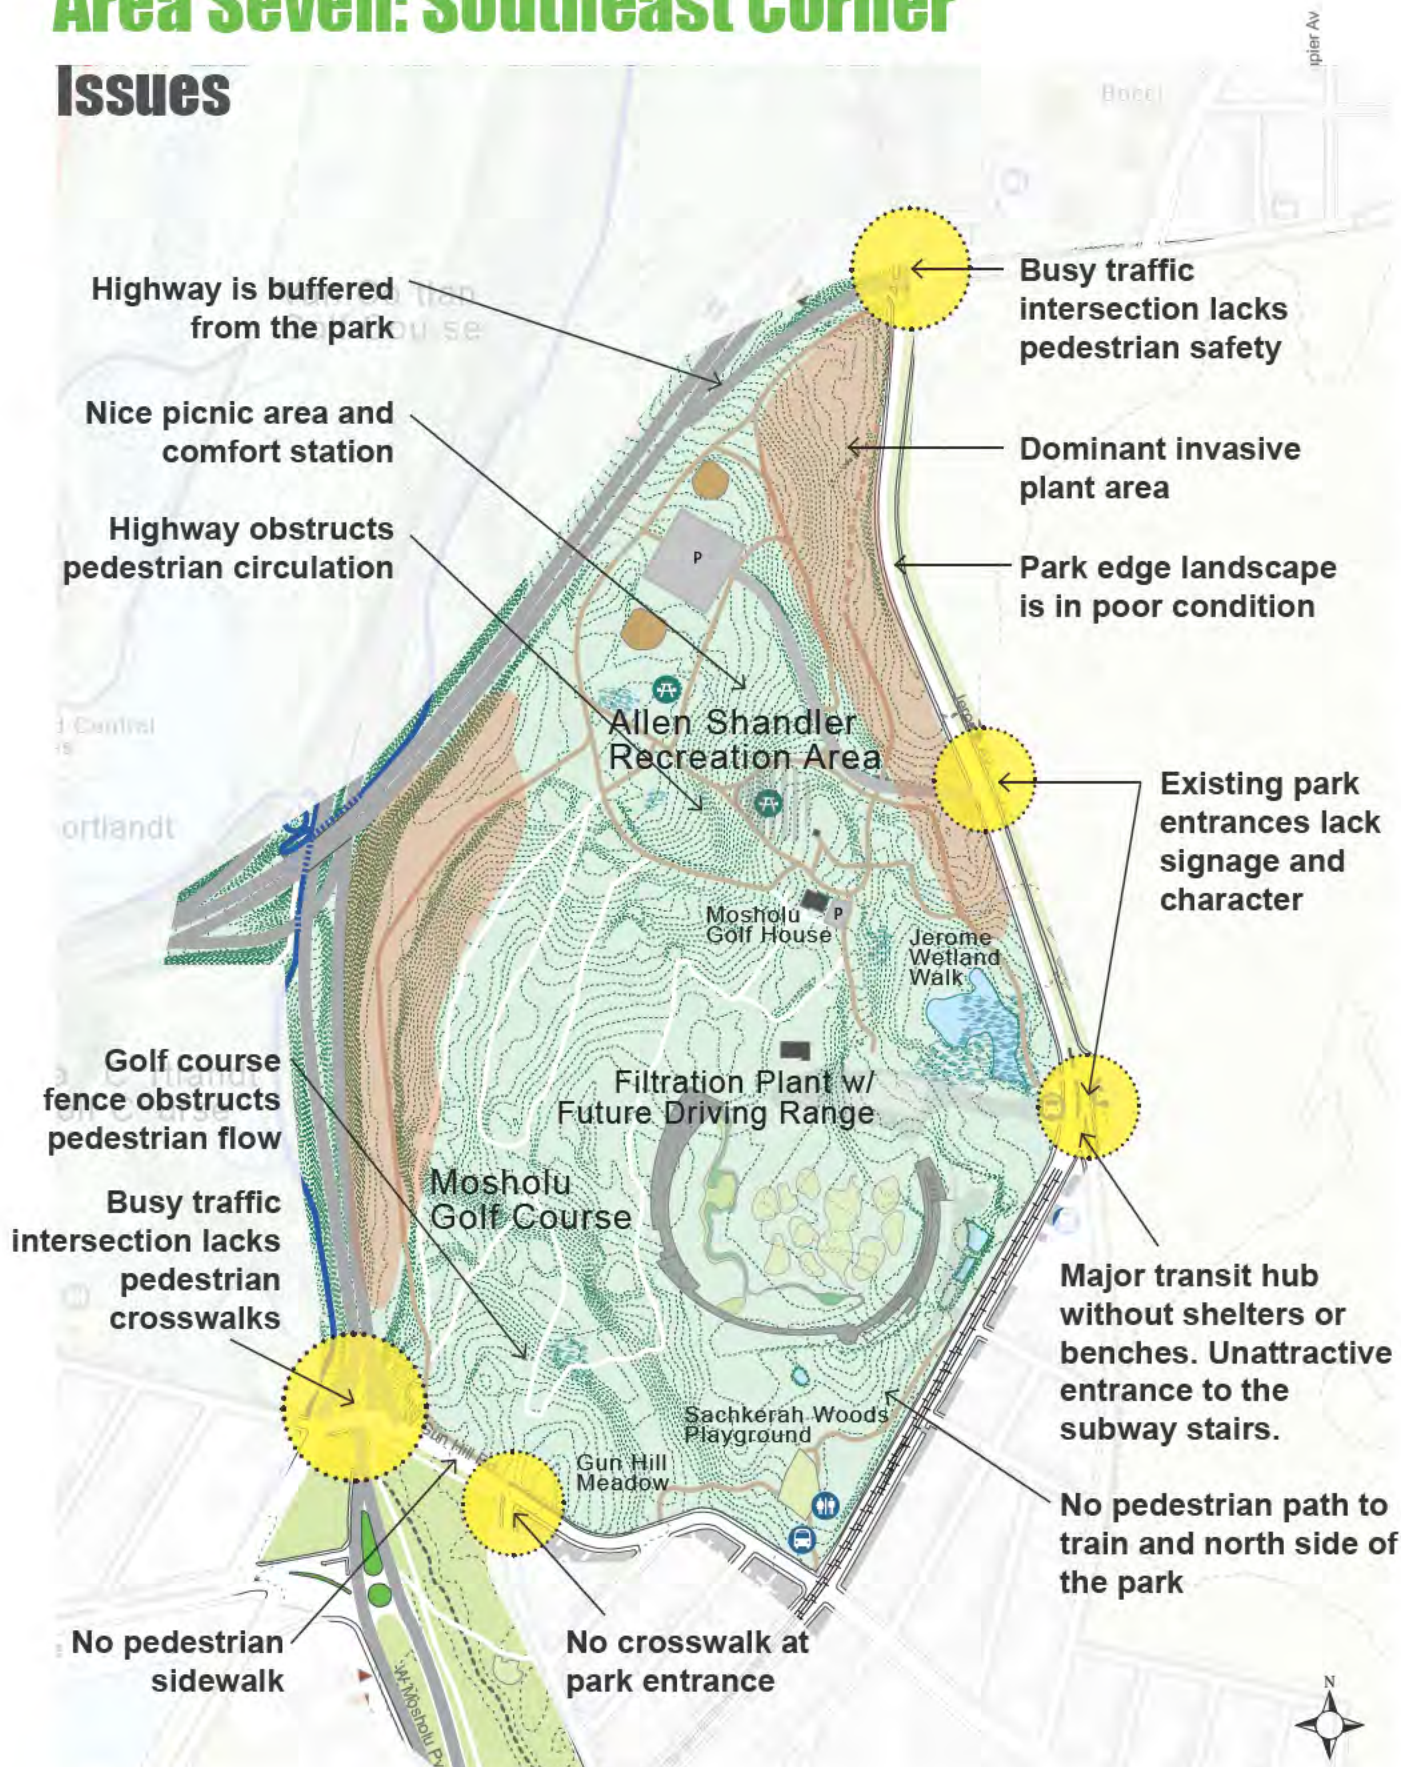 Area Seven: Southeast Corner
Issues
Bocci
Highway is buffered
from the park
Busy traffic
intersection lacks
pedestrian safety
Nice picnic area and
comfort station
Dominant invasive
plant area
Highway obstructs
pedestrian circulation
Park edge landscape
is in poor condition
P
Allen Shandler
Recreation Area
Existing park
entrances lack
signage and
character
Mosholu
Golf House
P
Jerome
Wetland
Walk
Golf course
fence obstructs
pedestrian flow
Filtration Plant w/
Future Driving Range
Busy traffic
intersection lacks
pedestrian
crosswalks
Mosholu
Golf Course
Major transit hub
without shelters or
benches. Unattractive
entrance to the
subway stairs.
Sachkerah Woods
Playground
Gun Hill
Meadow
No pedestrian path to
train and north side of
the park
No pedestrian
sidewalk
No crosswalk at
park entrance
W Mosholu
N